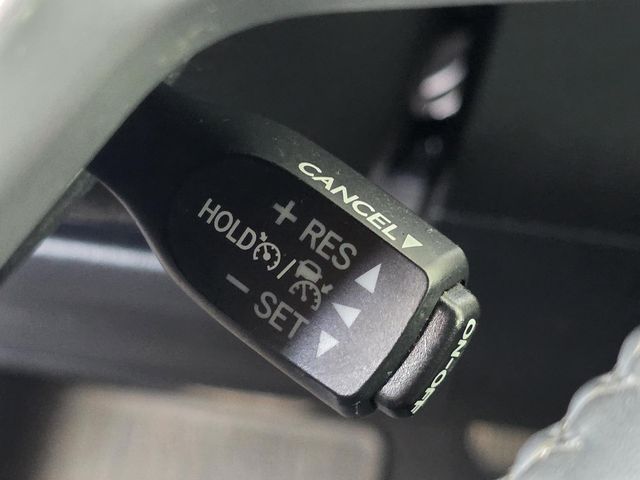 CANCEL
+ RES
HOLD /
- SET
ON-OFF